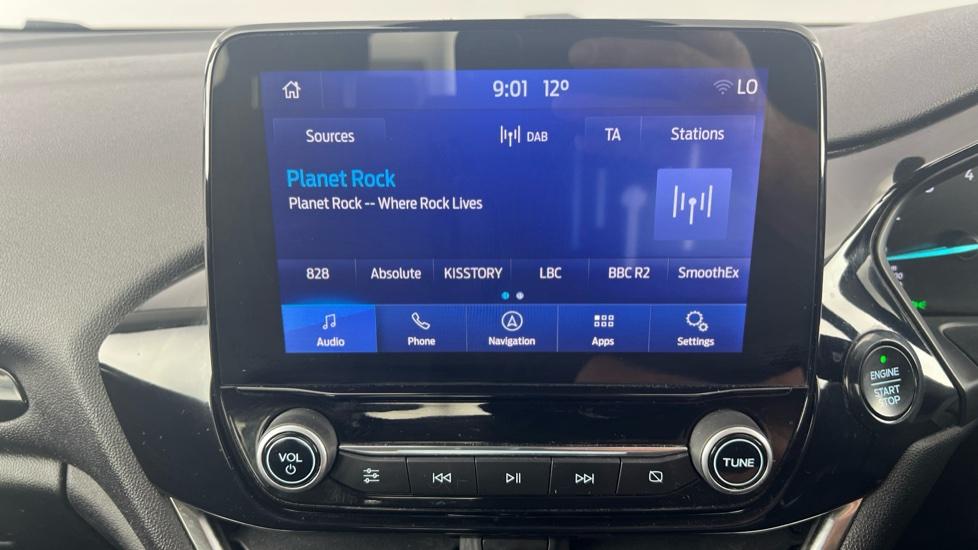 9:01 12° LO
Sources DAB TA Stations
Planet Rock
Planet Rock -- Where Rock Lives
828 Absolute KISSTORY LBC BBC R2 SmoothEx
Audio Phone Navigation Apps Settings
VOL
TUNE
ENGINE
START
STOP
4